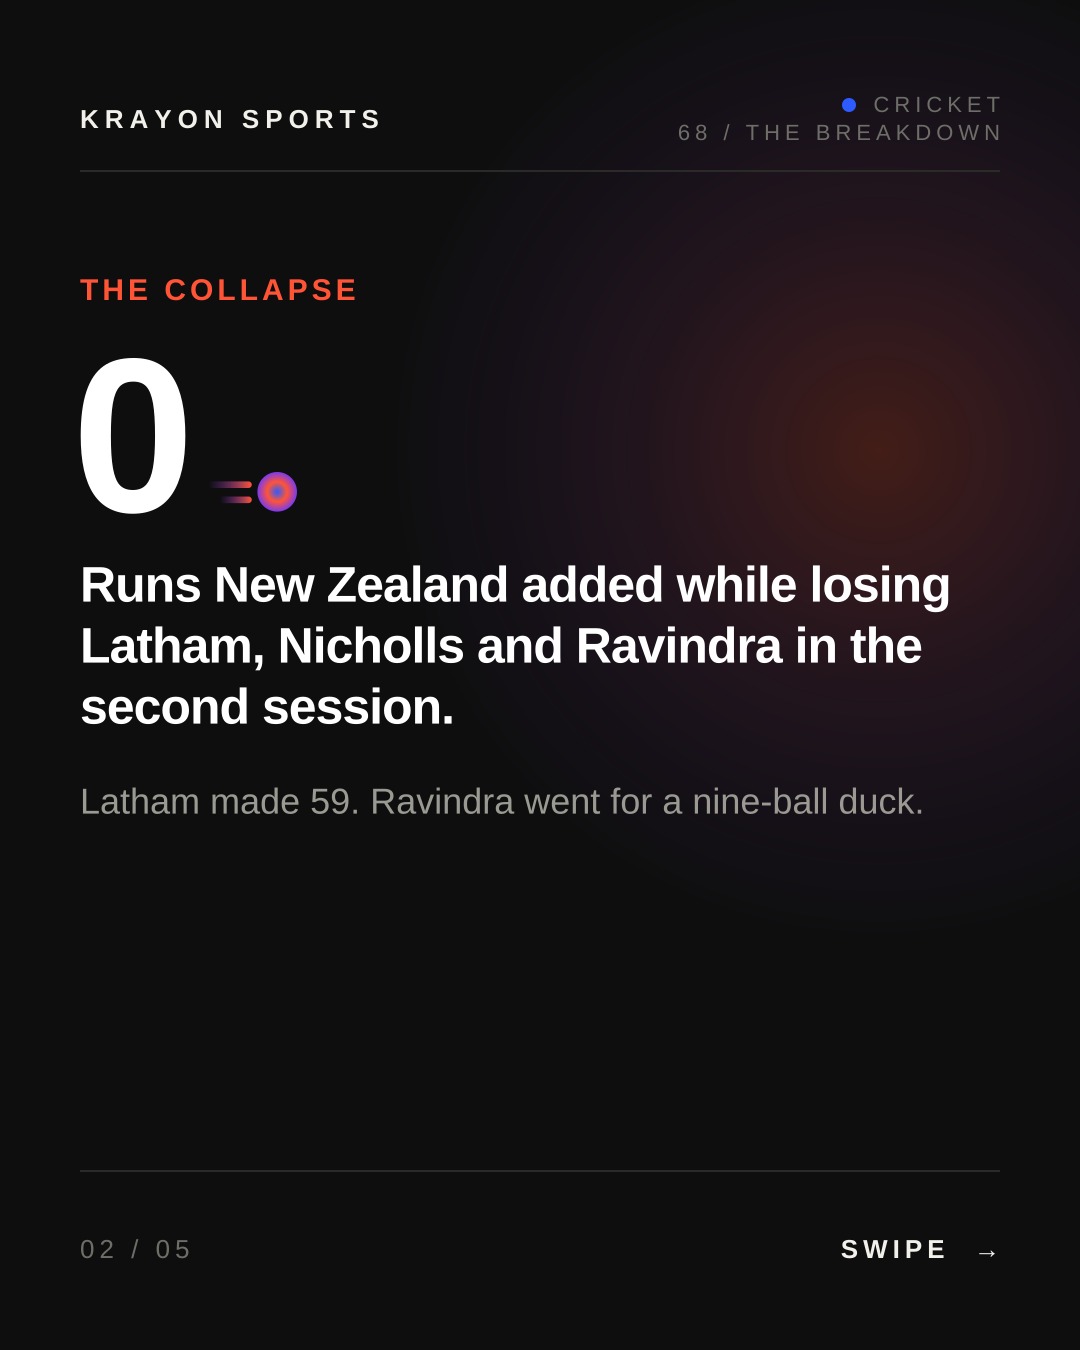 KRAYON SPORTS
CRICKET
68 / THE BREAKDOWN
THE COLLAPSE
0
Runs New Zealand added while losing
Latham, Nicholls and Ravindra in the
second session.
Latham made 59. Ravindra went for a nine-ball duck.
02 / 05
SWIPE →